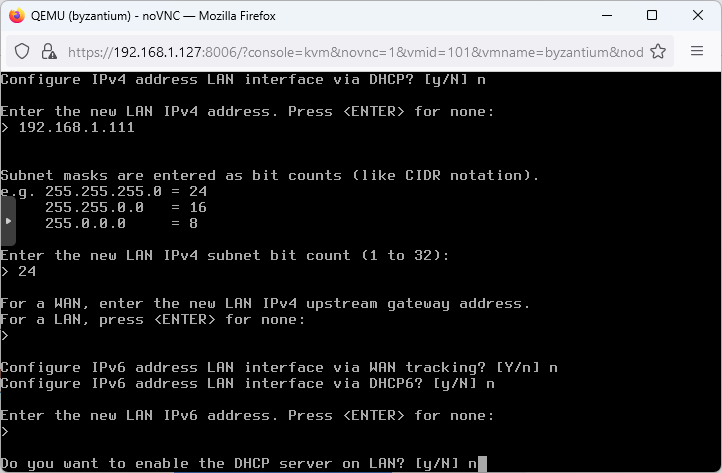 QEMU (byzantium) - noVNC — Mozilla Firefox
https://192.168.1.127:8006/?console=kvm&novnc=1&vmid=101&vmname=byzantium&nod
Configure IPv4 address LAN interface via DHCP? [y/N] n
Enter the new LAN IPv4 address. Press <ENTER> for none:
> 192.168.1.111
Subnet masks are entered as bit counts (like CIDR notation).
e.g. 255.255.255.0 = 24
255.255.0.0 = 16
255.0.0.0 = 8
Enter the new LAN IPv4 subnet bit count (1 to 32):
> 24
For a WAN, enter the new LAN IPv4 upstream gateway address.
For a LAN, press <ENTER> for none:
>
Configure IPv6 address LAN interface via WAN tracking? [Y/n] n
Configure IPv6 address LAN interface via DHCP6? [y/N] n
Enter the new LAN IPv6 address. Press <ENTER> for none:
>
Do you want to enable the DHCP server on LAN? [y/N] n